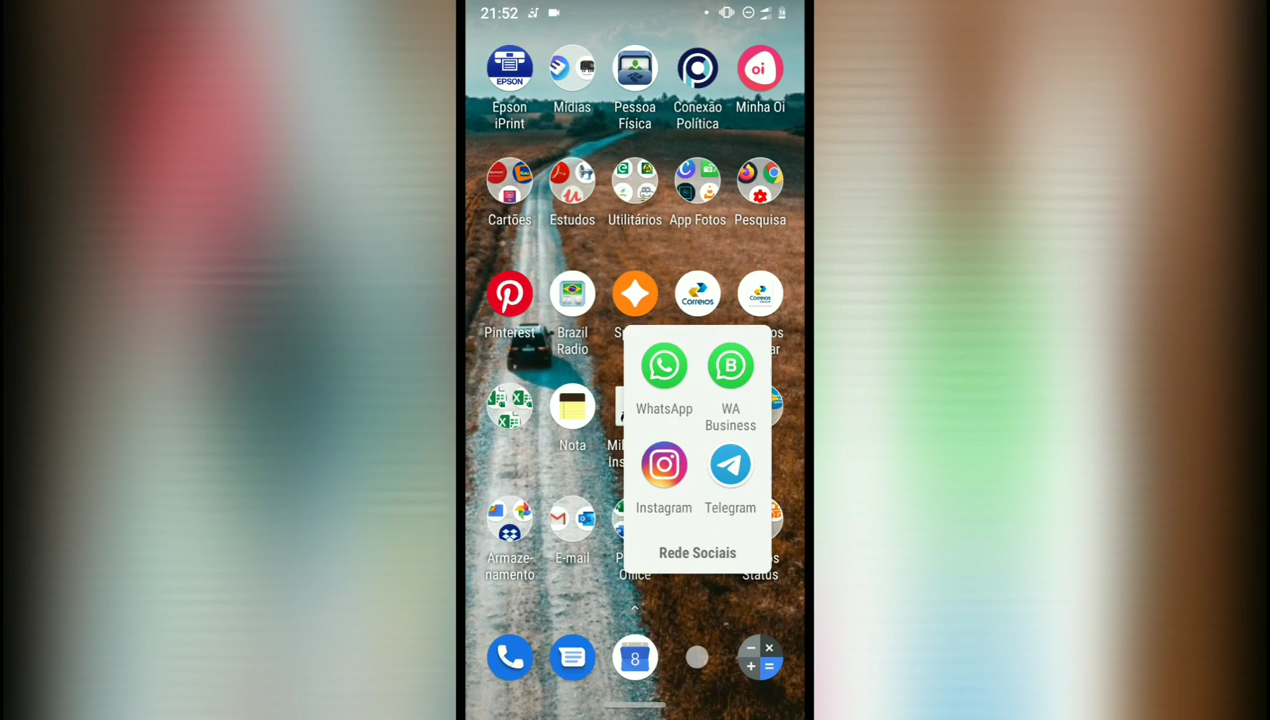 21:52
EPSON
oi
Epson
iPrint
Mídias
Pessoa
Física
Conexão
Política
Minha Oi
Cartões
Estudos
Utilitários
App Fotos
Pesquisa
Correios
Correios
Pinterest
Brazil
Radio
WhatsApp
WA
Business
Nota
Instagram
Telegram
Rede Sociais
Armaze-
namento
E-mail
Office
Status
8